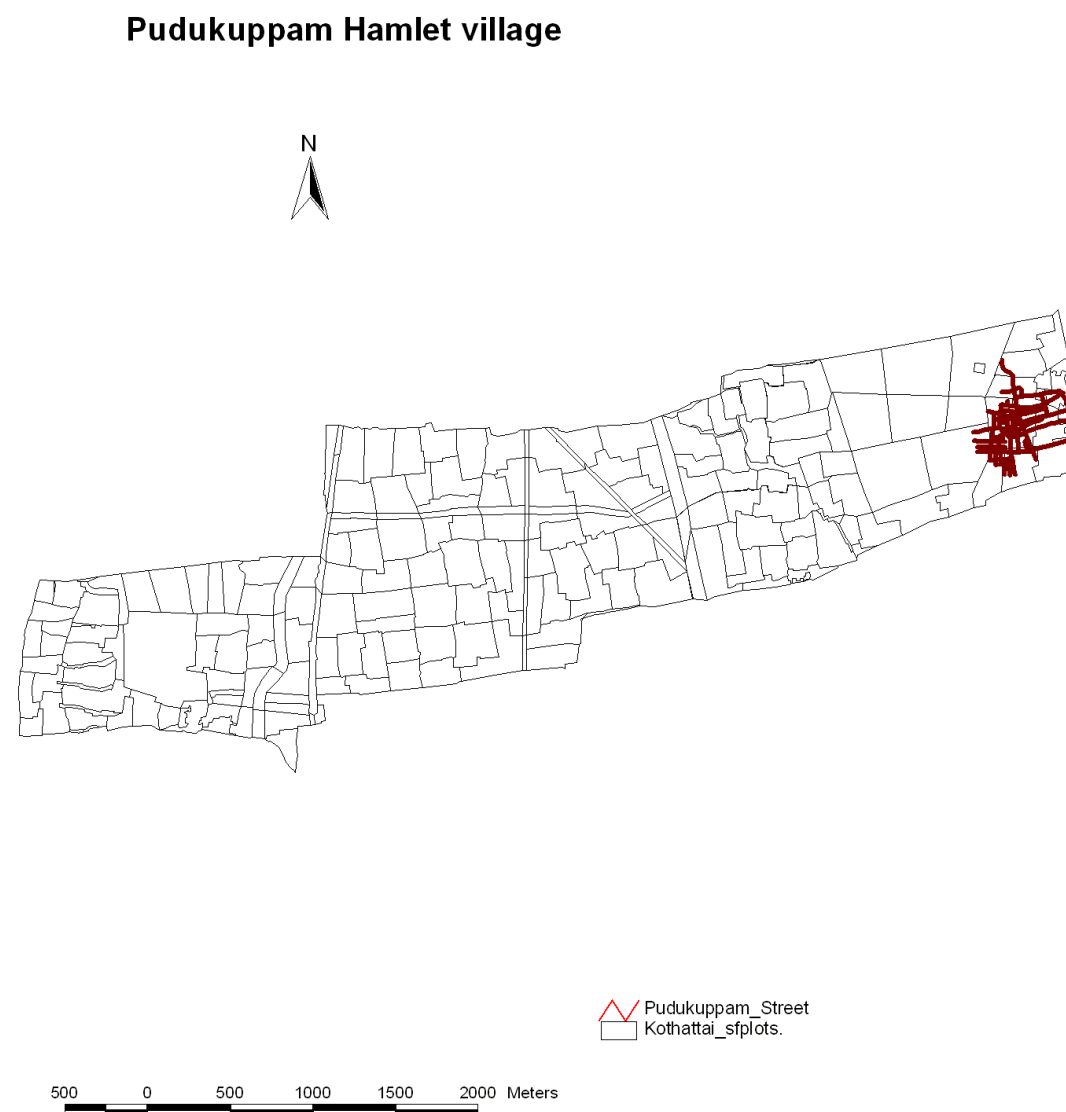 Pudukuppam Hamlet village
N
Pudukuppam_Street
Kothattai_sfplots.
500 0 500 1000 1500 2000 Meters